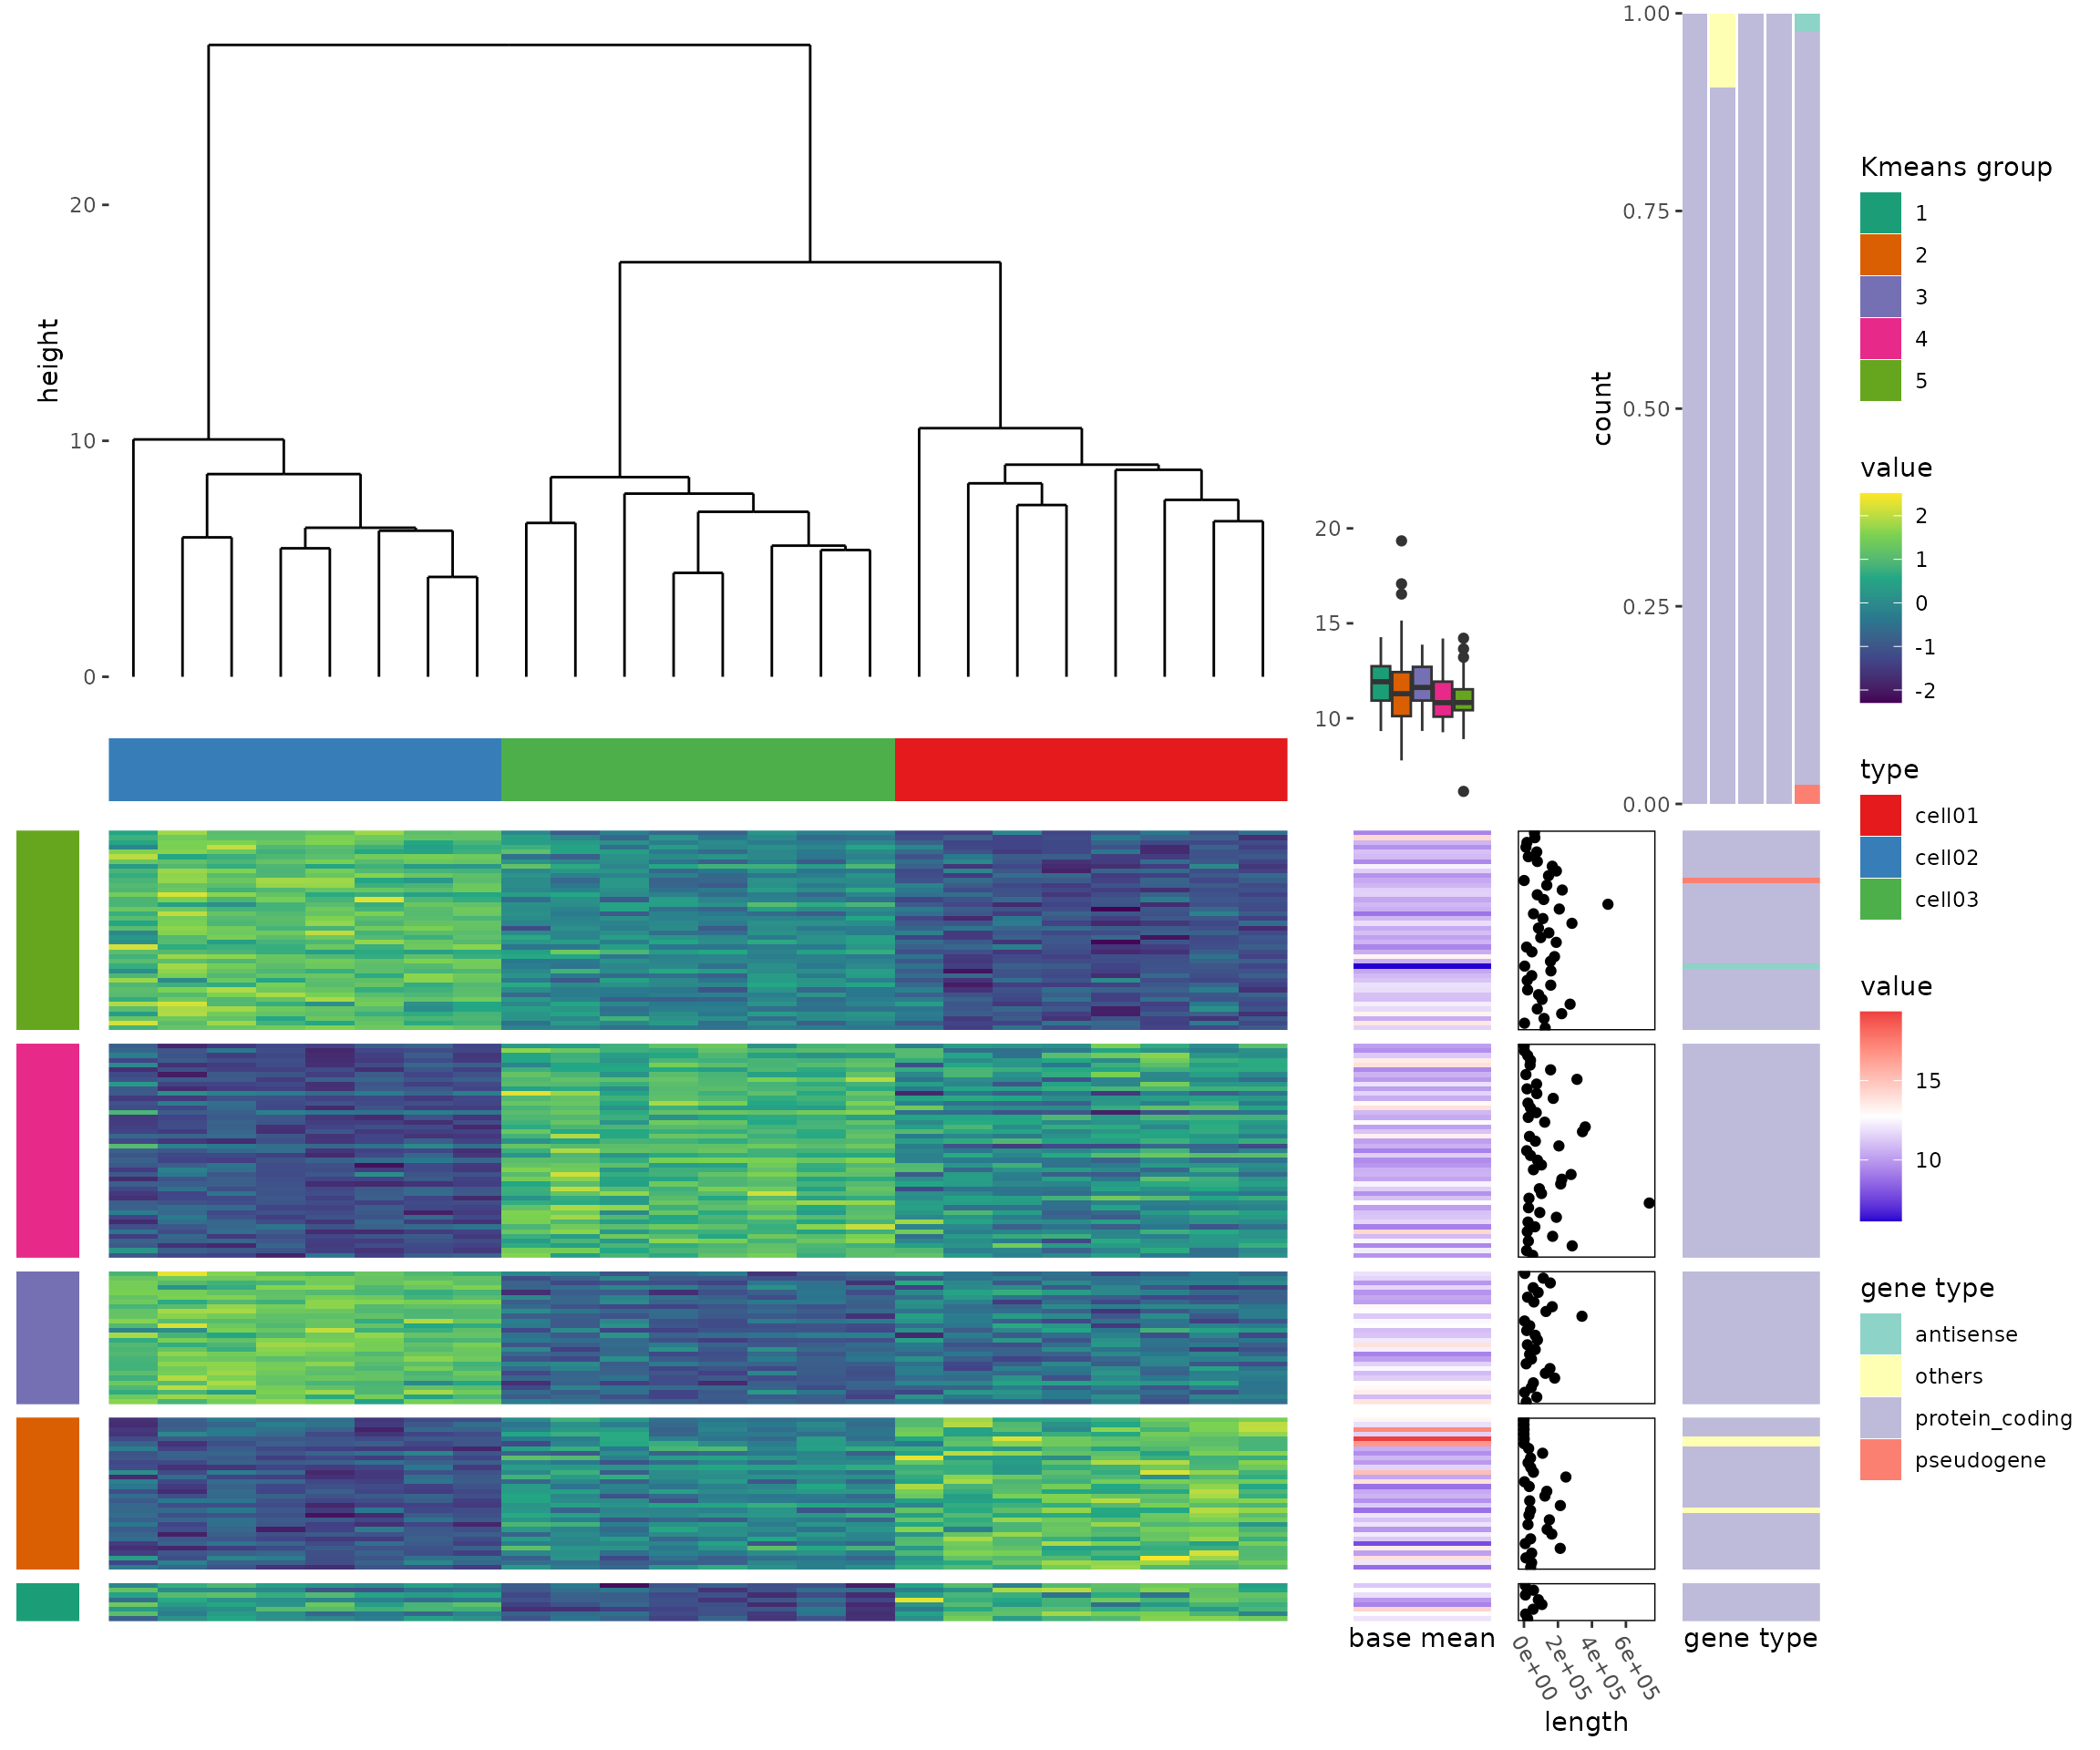 height
20
10
0
20
15
10
count
1.00
0.75
0.50
0.25
0.00
Kmeans group
1
2
3
4
5
value
2
1
0
-1
-2
type
cell01
cell02
cell03
value
15
10
gene type
antisense
others
protein_coding
pseudogene
base mean
0e+00
2e+05
4e+05
6e+05
length
gene type